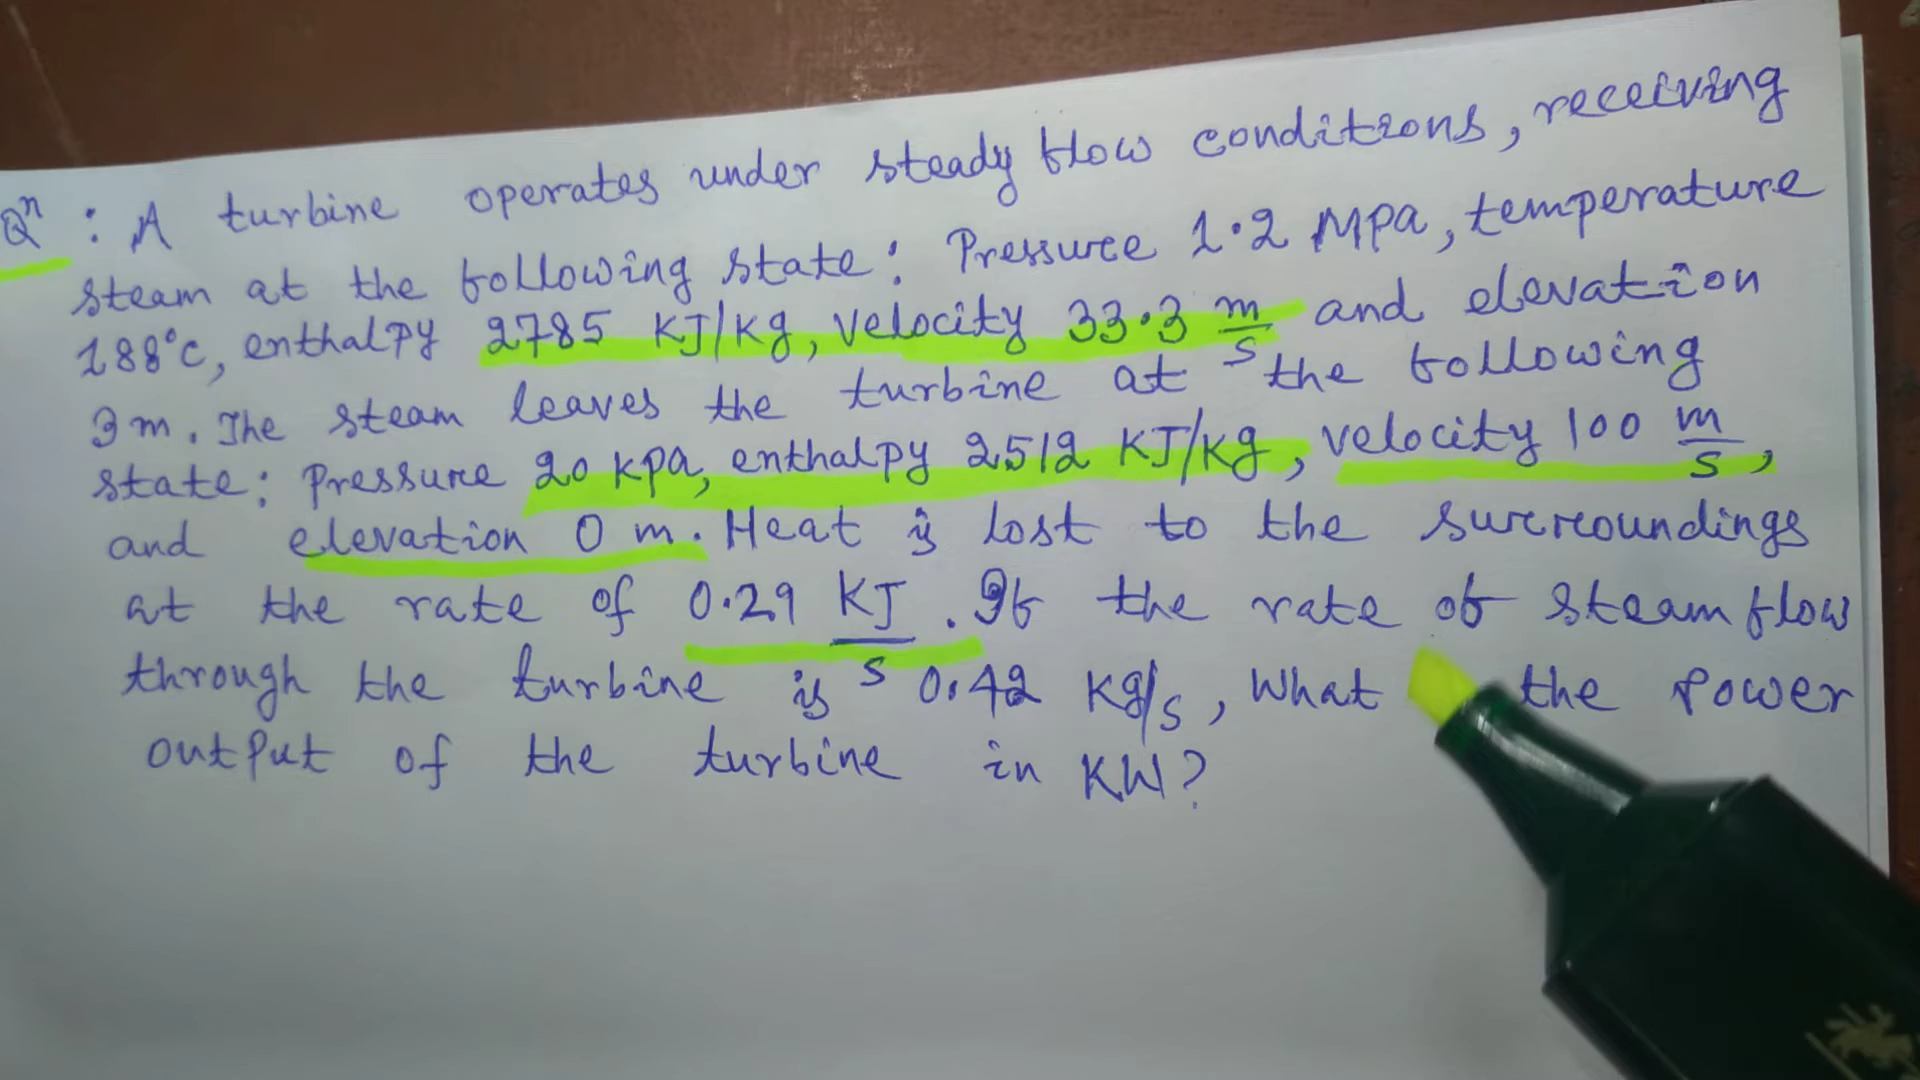 Qn : A turbine operates under steady flow conditions, receiving
steam at the following state: Pressure 1.2 MPa, temperature
188°c, enthalpy 2785 KJ/kg, velocity 33.3 m/s and elevation
3 m. The steam leaves the turbine at the following
state: Pressure 20 kPa, enthalpy 2512 KJ/kg, velocity 100 m/s,
and elevation 0 m. Heat is lost to the surroundings
at the rate of 0.29 KJ/s. If the rate of steam flow
through the turbine is 0.42 Kg/s, What the power
output of the turbine in KW?